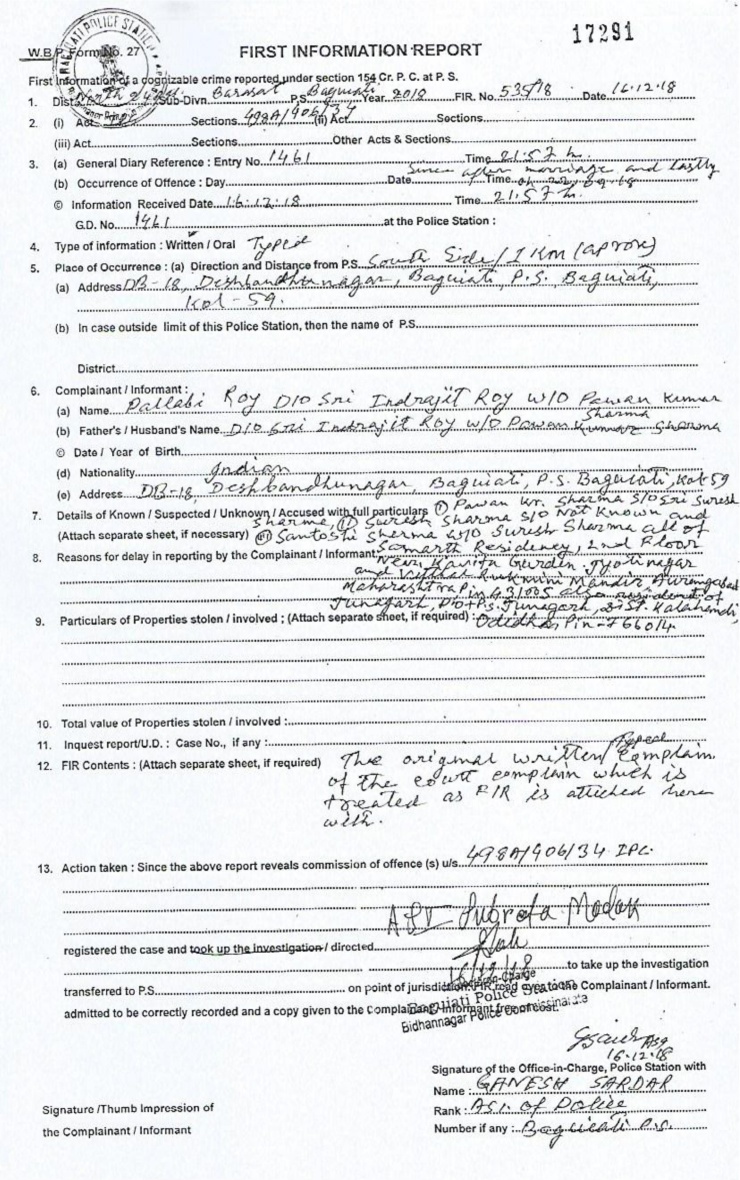 17291
W.B.P. Form No. 27
FIRST INFORMATION REPORT
First Information of a cognizable crime reported under section 154 Cr. P. C. at P. S.
1. Dist. North 24 Sub-Divn. Barasat P.S. Baguiati Year 2018 FIR. No. 535/18 Date 16.12.18
2. (i) Act Sections 498A/406/34 (ii) Act Sections
(iii) Act Sections Other Acts & Sections
3. (a) General Diary Reference : Entry No. 1461 Time 21.57 h.
Since after marriage and lastly
(b) Occurrence of Offence : Day Date Time on
© Information Received Date 16.12.18 Time 21.57 h.
G.D. No. 1461 at the Police Station :
4. Type of information : Written / Oral Typed
5. Place of Occurrence : (a) Direction and Distance from P.S. South Side/1 Km (aprox)
(a) Address DB-18, Deshbandhunagar, Baguiati, P.S. Baguiati,
Kol-59.
(b) In case outside limit of this Police Station, then the name of P.S.
District
6. Complainant / Informant :
(a) Name Pallabi Roy D/O Sri Indrajit Roy W/O Pawan Kumar
Sharma
(b) Father's / Husband's Name D/O Sri Indrajit Roy W/O Pawan Kumar Sharma
© Date / Year of Birth
(d) Nationality Indian
(e) Address DB-18, Deshbandhunagar, Baguiati, P.S. Baguiati, Kol-59
7. Details of Known / Suspected / Unknown / Accused with full particulars (i) Pawan Kr. Sharma S/O Sri Suresh
Sharma, (ii) Suresh Sharma S/O Not Known and
(Attach separate sheet, if necessary) (iii) Santoshi Sharma W/O Suresh Sharma all of
8. Reasons for delay in reporting by the Complainant / Informant Samarth Residency, 2nd Floor
Near Kavita Garden Jyotinagar
and Vitthal Rukmini Mandir Aurangabad
Maharashtra Pin 431005 also resident of
Junagarh, P.O+P.S. Junagarh, Dist. Kalahandi,
9. Particulars of Properties stolen / involved ; (Attach separate sheet, if required) : Odidha Pin-766014
10. Total value of Properties stolen / involved :
11. Inquest report/U.D. : Case No., if any :
12. FIR Contents : (Attach separate sheet, if required) The original written/Typed Complain
of the court complain which is
treated as FIR is attiched here
with.
13. Action taken : Since the above report reveals commission of offence (s) u/s. 498A/406/34 IPC.
ASI Subrata Modak
registered the case and took up the investigation / directed
16/12/18 to take up the investigation
transferred to P.S. on point of jurisdiction. FIR read over to the Complainant / Informant.
admitted to be correctly recorded and a copy given to the Complainant / Informant free of cost.
Baguiati Police Station
Bidhannagar Police Commissionarate
16.12.18
Signature of the Office-in-Charge, Police Station with
Name : GANESH SARDAR
Rank : ASI. of Police
Number if any : Baguiati P.S.
Signature /Thumb Impression of
the Complainant / Informant